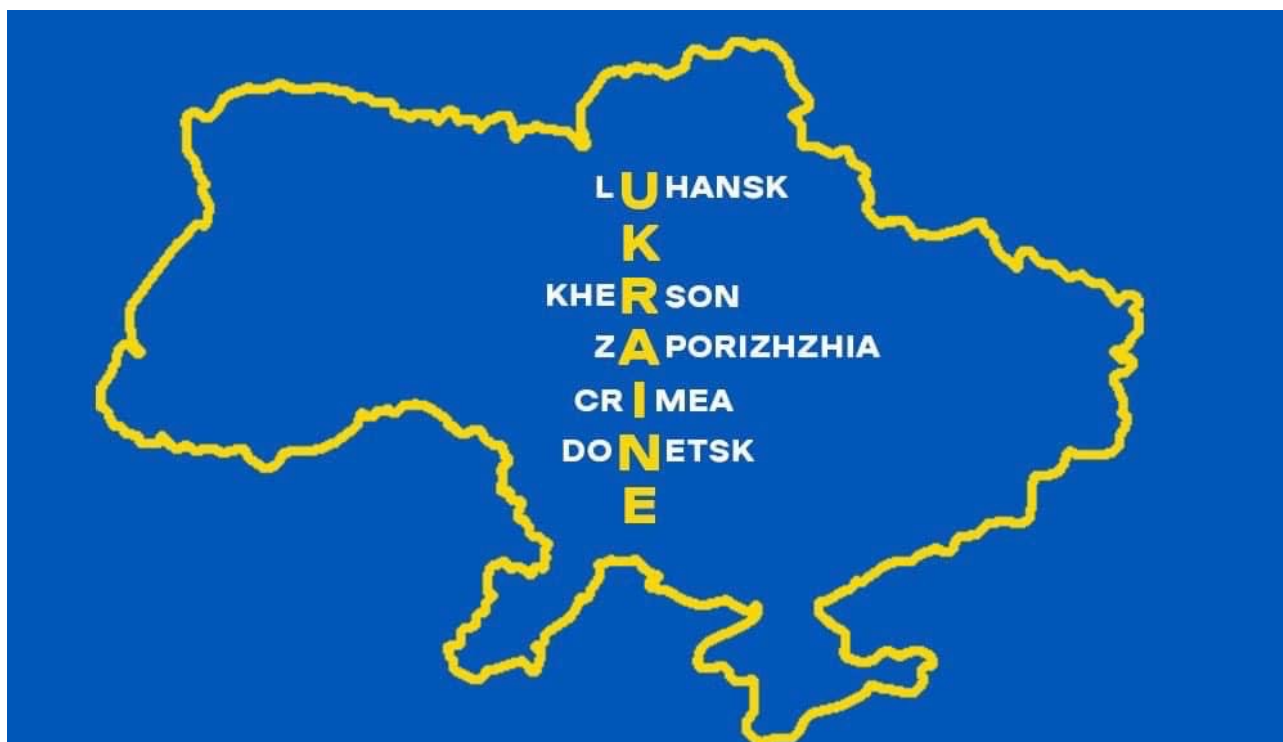 LUHANSK
K
KHERSON
ZAPORIZHZHIA
CRIMEA
DONETSK
E